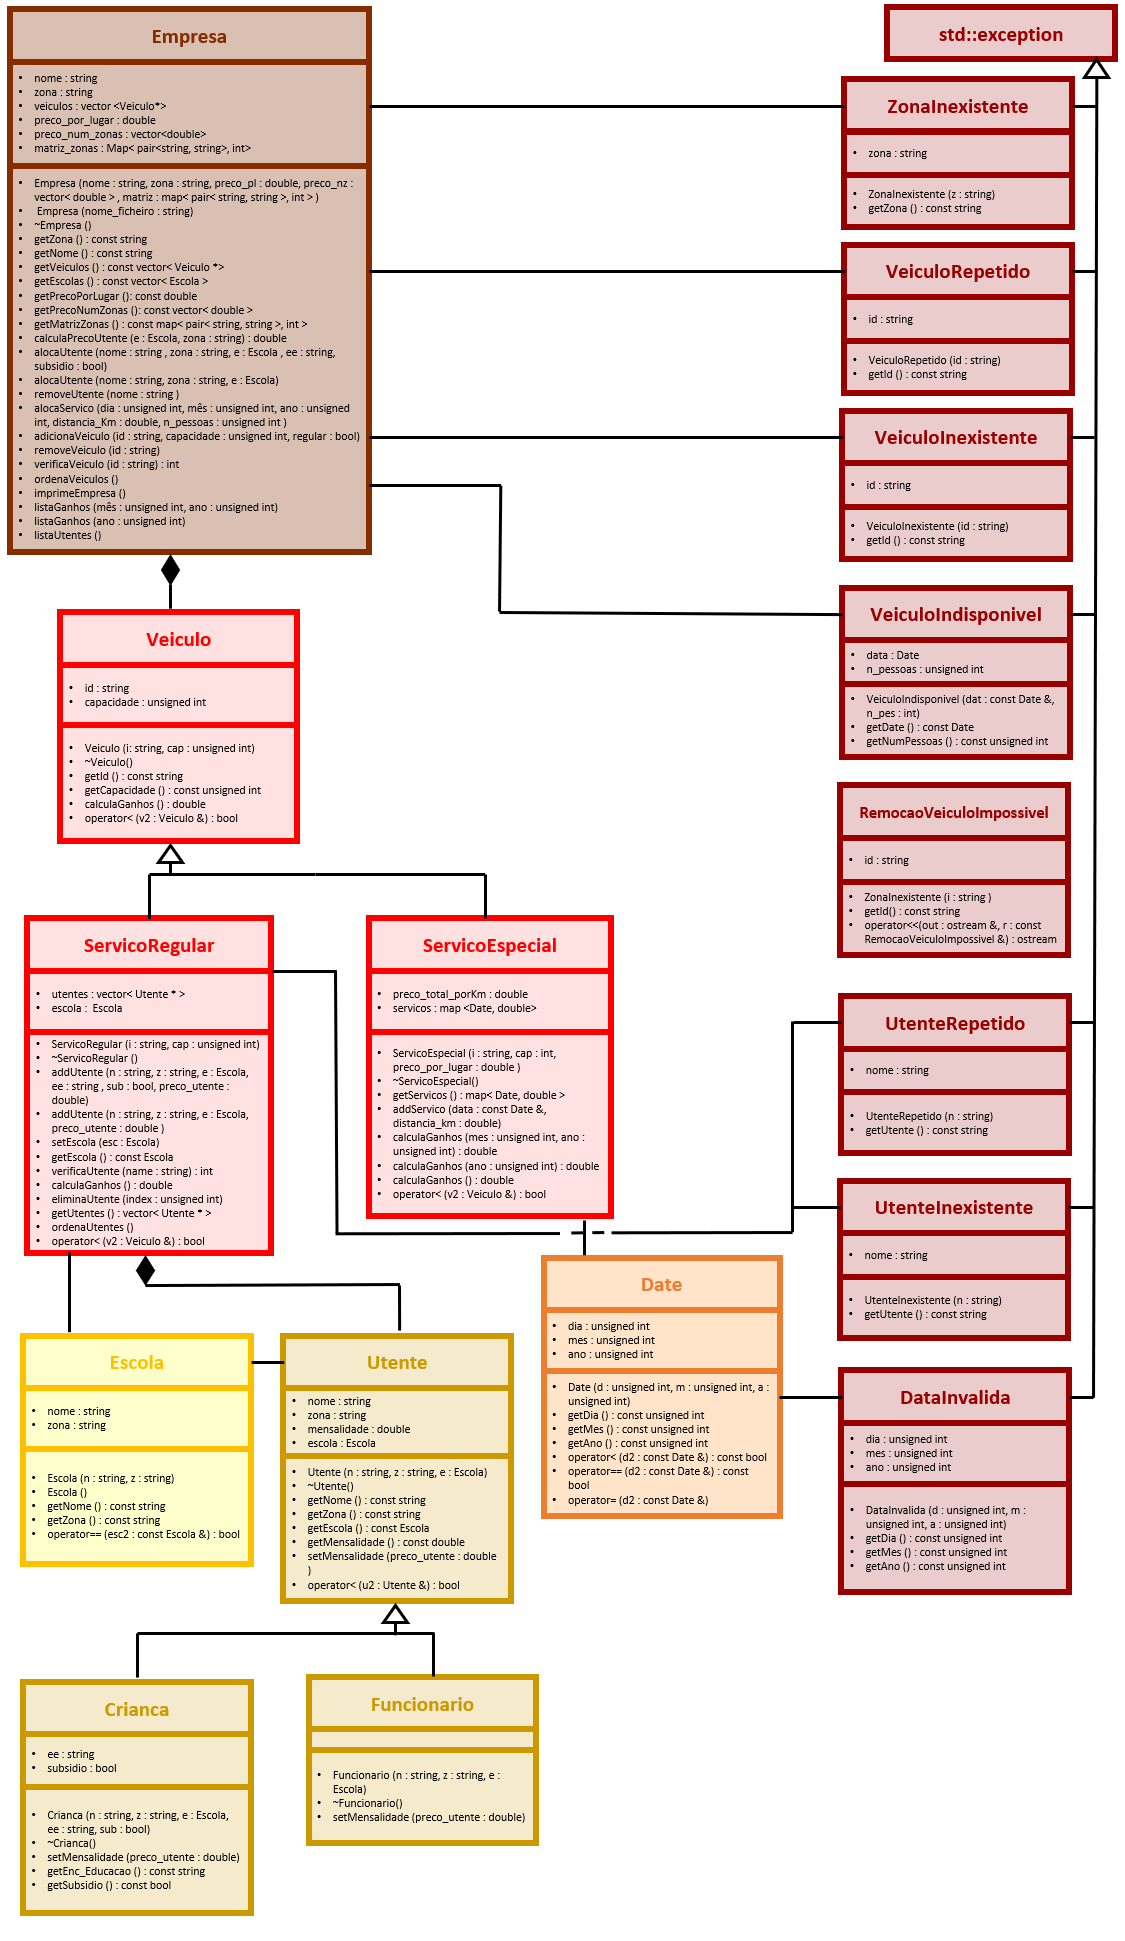 Empresa
• nome : string
• zona : string
• veiculos : vector <Veiculo*>
• preco_por_lugar : double
• preco_num_zonas : vector<double>
• matriz_zonas : Map< pair<string, string>, int>
• Empresa (nome : string, zona : string, preco_pl : double, preco_nz :
vector< double > , matriz : map< pair< string, string >, int > )
• Empresa (nome_ficheiro : string)
• ~Empresa ()
• getZona () : const string
• getNome () : const string
• getVeiculos () : const vector< Veiculo *>
• getEscolas () : const vector< Escola >
• getPrecoPorLugar (): const double
• getPrecoNumZonas (): const vector< double >
• getMatrizZonas () : const map< pair< string, string >, int >
• calculaPrecoUtente (e : Escola, zona : string) : double
• alocaUtente (nome : string , zona : string, e : Escola , ee : string,
subsidio : bool)
• alocaUtente (nome : string, zona : string, e : Escola)
• removeUtente (nome : string )
• alocaServico (dia : unsigned int, mês : unsigned int, ano : unsigned
int, distancia_Km : double, n_pessoas : unsigned int )
• adicionaVeiculo (id : string, capacidade : unsigned int, regular : bool)
• removeVeiculo (id : string)
• verificaVeiculo (id : string) : int
• ordenaVeiculos ()
• imprimeEmpresa ()
• listaGanhos (mês : unsigned int, ano : unsigned int)
• listaGanhos (ano : unsigned int)
• listaUtentes ()
std::exception
ZonaInexistente
• zona : string
• ZonaInexistente (z : string)
• getZona () : const string
VeiculoRepetido
• id : string
• VeiculoRepetido (id : string)
• getId () : const string
VeiculoInexistente
• id : string
• VeiculoInexistente (id : string)
• getId () : const string
VeiculoIndisponivel
• data : Date
• n_pessoas : unsigned int
• VeiculoIndisponivel (dat : const Date &,
n_pes : int)
• getDate () : const Date
• getNumPessoas () : const unsigned int
RemocaoVeiculoImpossivel
• id : string
• ZonaInexistente (i : string )
• getId() : const string
• operator<<(out : ostream &, r : const
RemocaoVeiculoImpossivel &) : ostream
Veiculo
• id : string
• capacidade : unsigned int
• Veiculo (i: string, cap : unsigned int)
• ~Veiculo()
• getId () : const string
• getCapacidade () : const unsigned int
• calculaGanhos () : double
• operator< (v2 : Veiculo &) : bool
ServicoRegular
• utentes : vector< Utente * >
• escola : Escola
• ServicoRegular (i : string, cap : unsigned int)
• ~ServicoRegular ()
• addUtente (n : string, z : string, e : Escola,
ee : string , sub : bool, preco_utente :
double)
• addUtente (n : string, z : string, e : Escola,
preco_utente : double )
• setEscola (esc : Escola)
• getEscola () : const Escola
• verificaUtente (name : string) : int
• calculaGanhos () : double
• eliminaUtente (index : unsigned int)
• getUtentes () : vector< Utente * >
• ordenaUtentes ()
• operator< (v2 : Veiculo &) : bool
ServicoEspecial
• preco_total_porKm : double
• servicos : map <Date, double>
• ServicoEspecial (i : string, cap : int,
preco_por_lugar : double )
• ~ServicoEspecial()
• getServicos () : map< Date, double >
• addServico (data : const Date &,
distancia_km : double)
• calculaGanhos (mes : unsigned int, ano :
unsigned int) : double
• calculaGanhos (ano : unsigned int) : double
• calculaGanhos () : double
• operator< (v2 : Veiculo &) : bool
UtenteRepetido
• nome : string
• UtenteRepetido (n : string)
• getUtente () : const string
UtenteInexistente
• nome : string
• UtenteInexistente (n : string)
• getUtente () : const string
Date
• dia : unsigned int
• mes : unsigned int
• ano : unsigned int
• Date (d : unsigned int, m : unsigned int, a :
unsigned int)
• getDia () : const unsigned int
• getMes () : const unsigned int
• getAno () : const unsigned int
• operator< (d2 : const Date &) : const bool
• operator== (d2 : const Date &) : const
bool
• operator= (d2 : const Date &)
DataInvalida
• dia : unsigned int
• mes : unsigned int
• ano : unsigned int
• DataInvalida (d : unsigned int, m :
unsigned int, a : unsigned int)
• getDia () : const unsigned int
• getMes () : const unsigned int
• getAno () : const unsigned int
Escola
• nome : string
• zona : string
• Escola (n : string, z : string)
• Escola ()
• getNome () : const string
• getZona () : const string
• operator== (esc2 : const Escola &) : bool
Utente
• nome : string
• zona : string
• mensalidade : double
• escola : Escola
• Utente (n : string, z : string, e : Escola)
• ~Utente()
• getNome () : const string
• getZona () : const string
• getEscola () : const Escola
• getMensalidade () : const double
• setMensalidade (preco_utente : double
)
• operator< (u2 : Utente &) : bool
Crianca
• ee : string
• subsidio : bool
• Crianca (n : string, z : string, e : Escola,
ee : string, sub : bool)
• ~Crianca()
• setMensalidade (preco_utente : double)
• getEnc_Educacao () : const string
• getSubsidio () : const bool
Funcionario
• Funcionario (n : string, z : string, e :
Escola)
• ~Funcionario()
• setMensalidade (preco_utente : double)